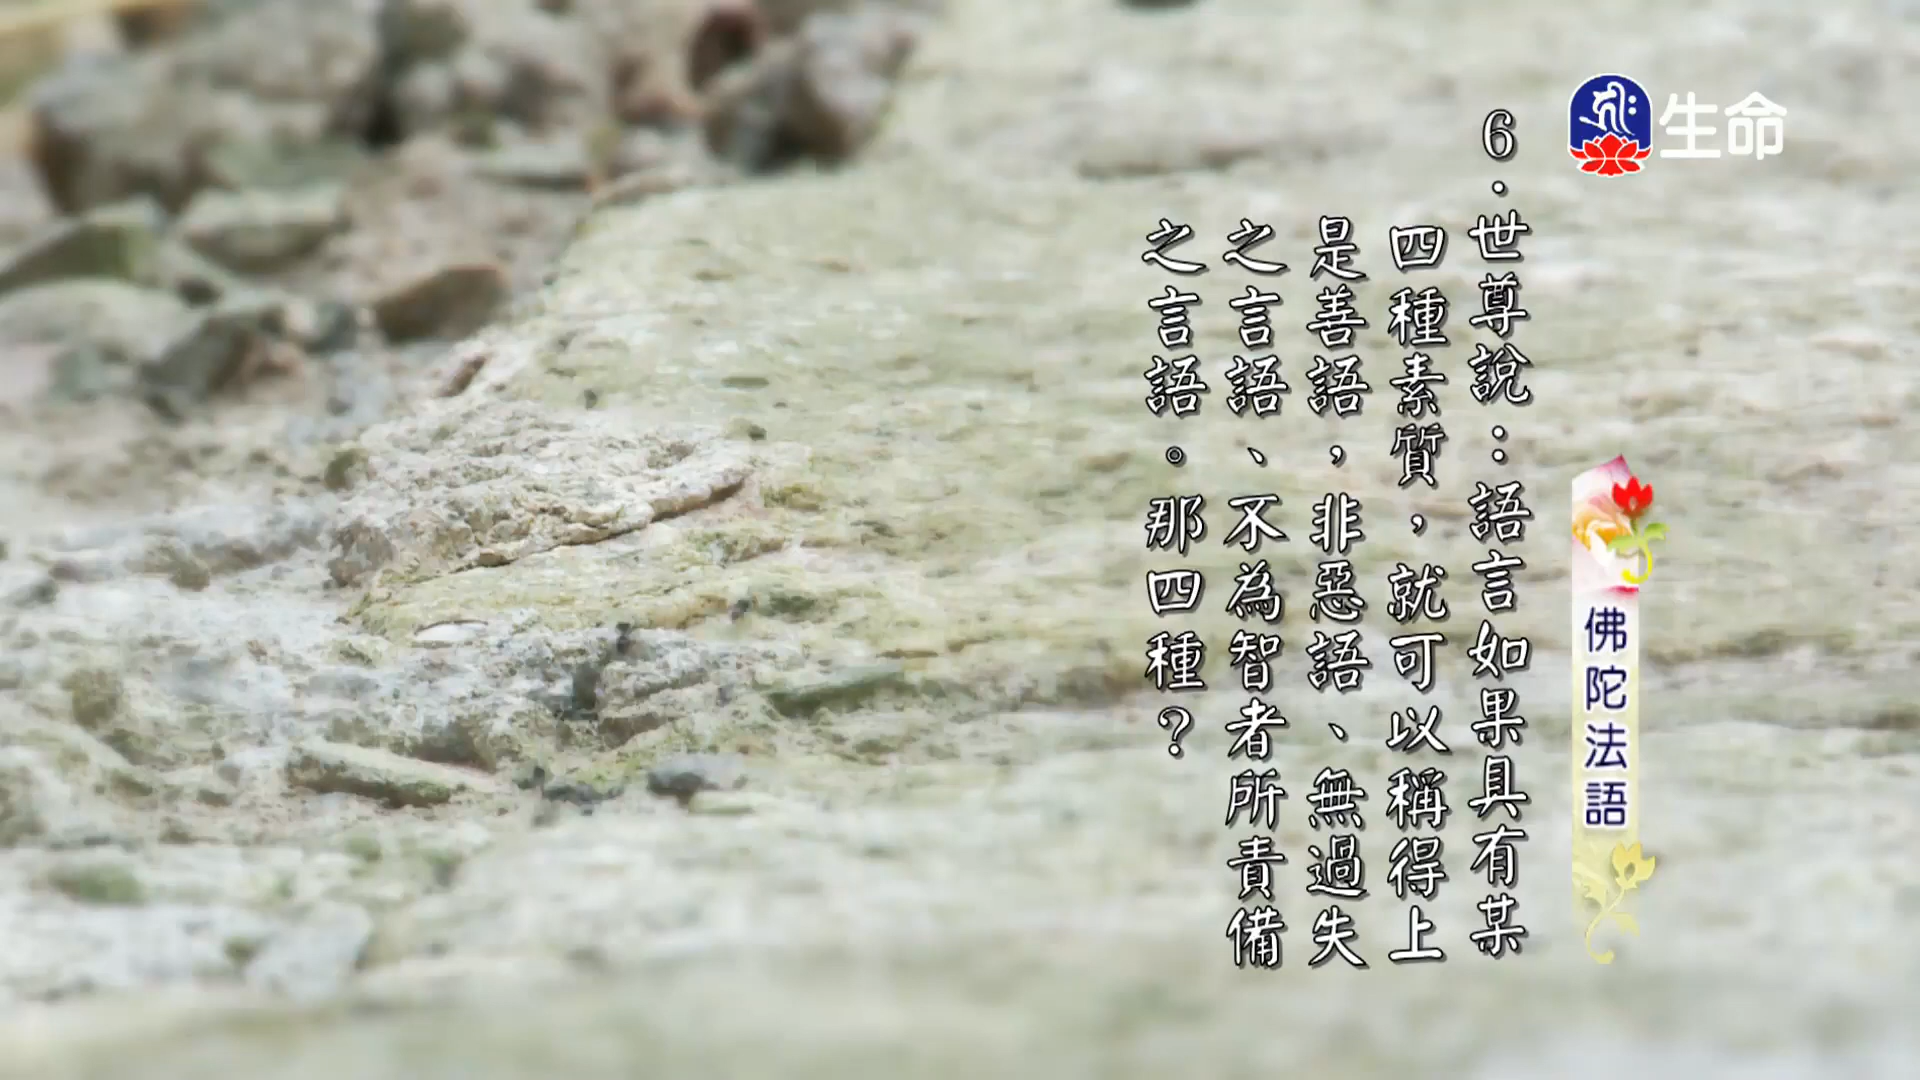 生命
佛陀法語
6．世尊說：語言如果具有某
四種素質，就可以稱得上
是善語，非惡語、無過失
之言語、不為智者所責備
之言語。那四種？